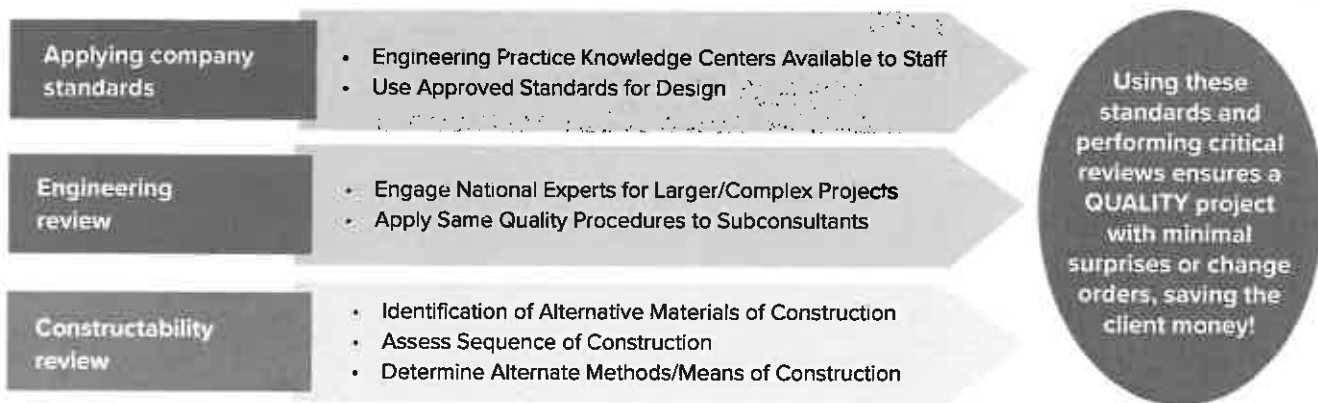 Applying company
standards
• Engineering Practice Knowledge Centers Available to Staff
• Use Approved Standards for Design
Engineering
review
• Engage National Experts for Larger/Complex Projects
• Apply Same Quality Procedures to Subconsultants
Constructability
review
• Identification of Alternative Materials of Construction
• Assess Sequence of Construction
• Determine Alternate Methods/Means of Construction
Using these
standards and
performing critical
reviews ensures a
QUALITY project
with minimal
surprises or change
orders, saving the
client money!